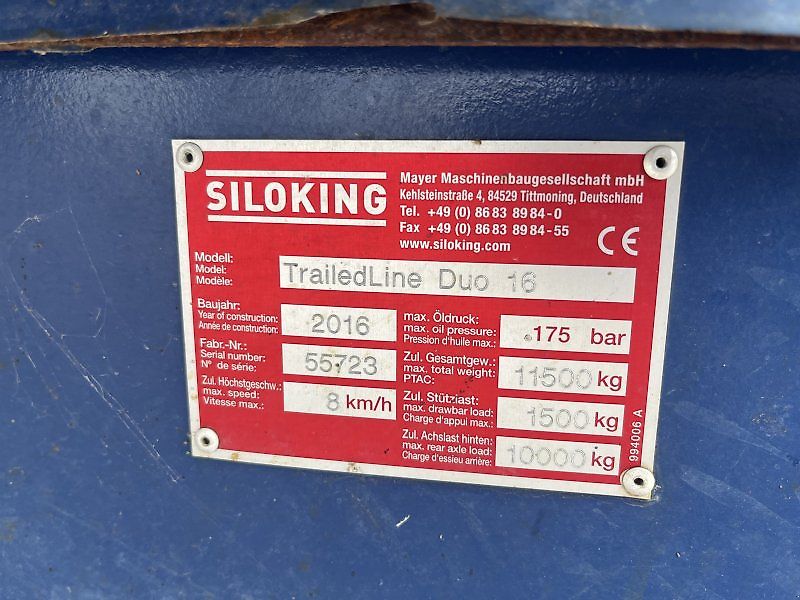 SILOKING
Mayer Maschinenbaugesellschaft mbH
Kehlsteinstraße 4, 84529 Tittmoning, Deutschland
Tel. +49 (0) 86 83 89 84-0
Fax +49 (0) 86 83 89 84-55
www.siloking.com
CE
Modell:
Model:
Modèle:
TrailedLine Duo 16
Baujahr:
Year of construction:
Année de construction:
2016
Fabr.-Nr.:
Serial number:
N° de série:
55723
Zul. Höchstgeschw.:
max. speed:
Vitesse max.:
8 km/h
max. Öldruck:
max. oil pressure:
Pression d'huile max.:
175 bar
Zul. Gesamtgew.:
max. total weight:
PTAC:
11500 kg
Zul. Stützlast:
max. drawbar load:
Charge d'appui max.:
1500 kg
Zul. Achslast hinten:
max. rear axle load:
Charge d'essieu arrière:
10000 kg
994006 A